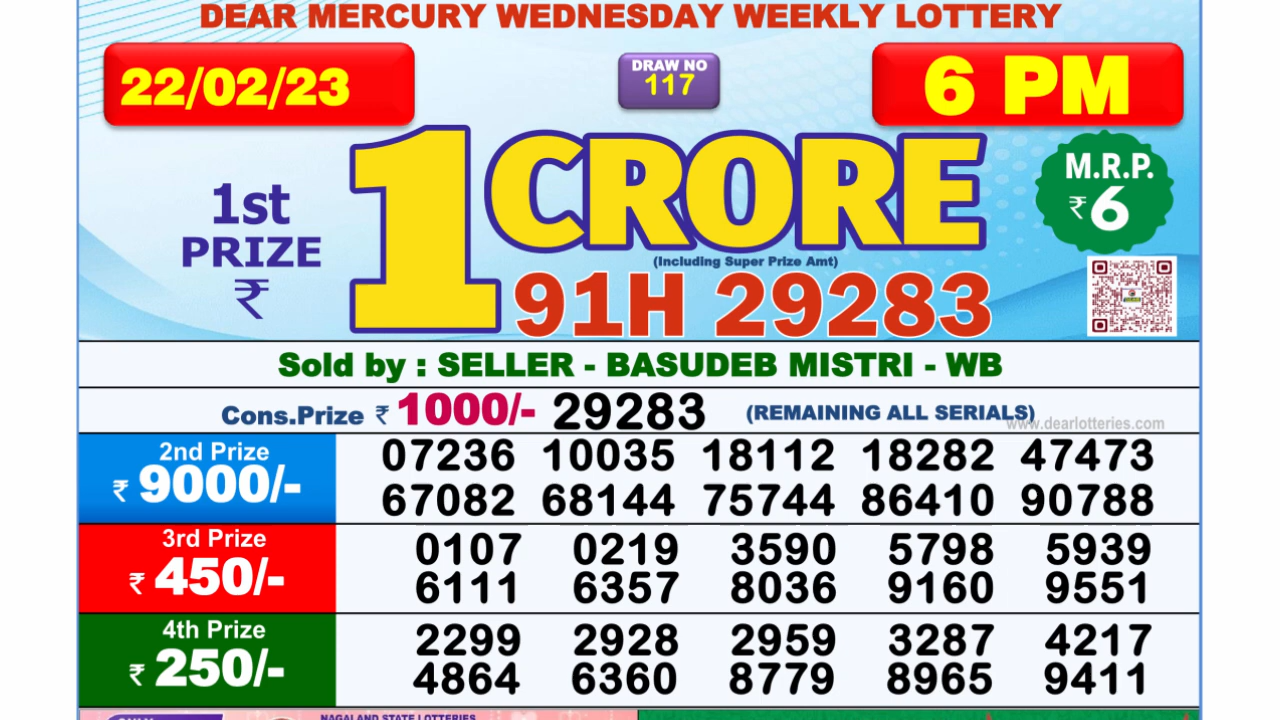 DEAR MERCURY WEDNESDAY WEEKLY LOTTERY
22/02/23
DRAW NO
117
6 PM
1st
PRIZE
₹
1 CRORE
(Including Super Prize Amt)
91H 29283
M.R.P.
₹6
Sold by : SELLER - BASUDEB MISTRI - WB
Cons.Prize ₹ 1000/- 29283 (REMAINING ALL SERIALS)
www.dearlotteries.com
2nd Prize
₹ 9000/-
07236 10035 18112 18282 47473
67082 68144 75744 86410 90788
3rd Prize
₹ 450/-
0107 0219 3590 5798 5939
6111 6357 8036 9160 9551
4th Prize
₹ 250/-
2299 2928 2959 3287 4217
4864 6360 8779 8965 9411
NAGALAND STATE LOTTERIES